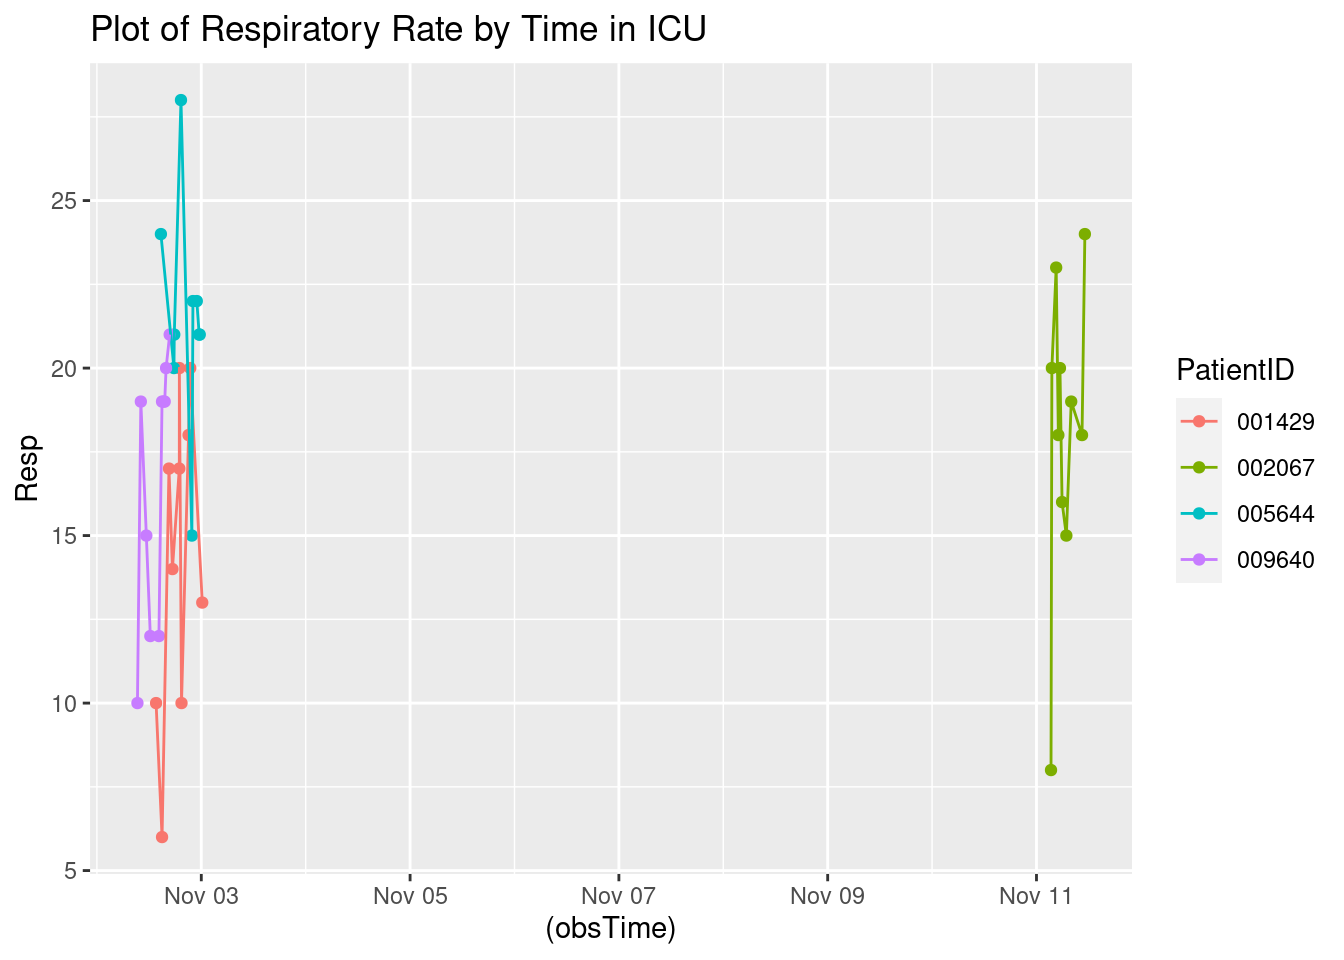 Plot of Respiratory Rate by Time in ICU
Resp
25
20
15
10
5
Nov 03 Nov 05 Nov 07 Nov 09 Nov 11
(obsTime)
PatientID
001429
002067
005644
009640